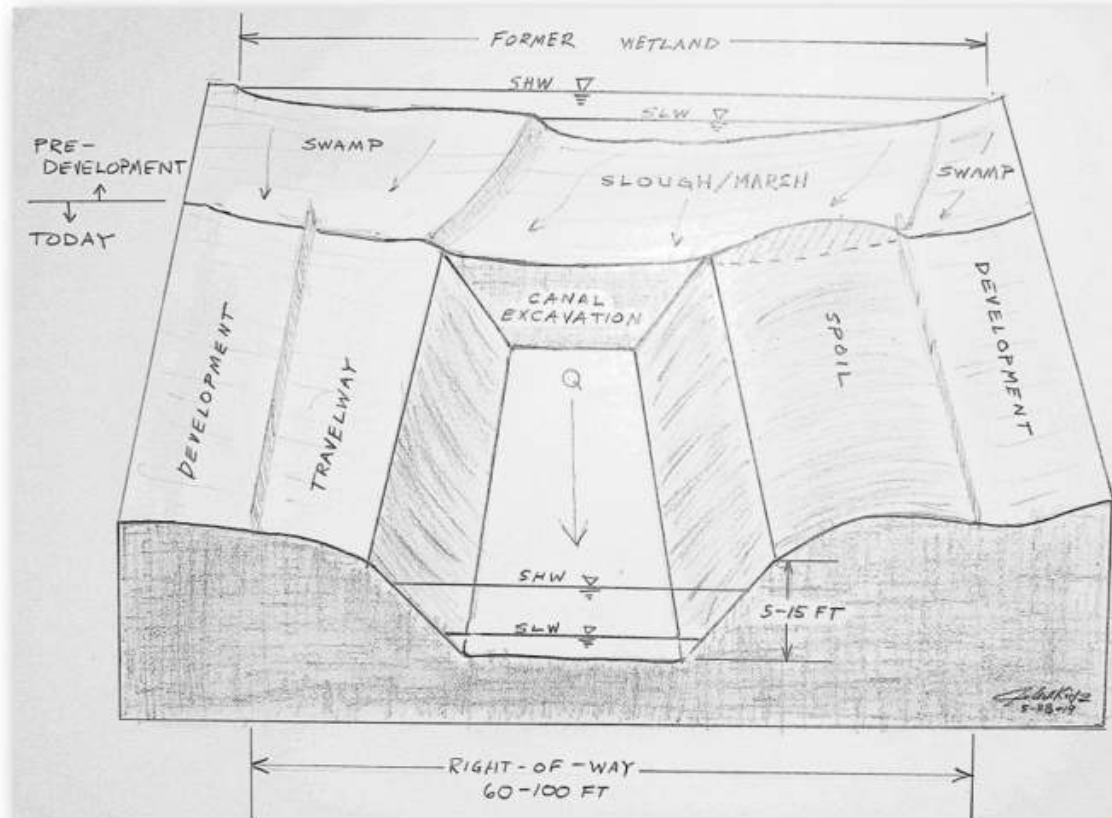 FORMER WETLAND
SHW
SLW
PRE-
DEVELOPMENT
TODAY
SWAMP
SLOUGH/MARSH
SWAMP
CANAL
EXCAVATION
DEVELOPMENT
TRAVELWAY
Q
SPOIL
DEVELOPMENT
SHW
SLW
5-15 FT
RIGHT-OF-WAY
60-100 FT